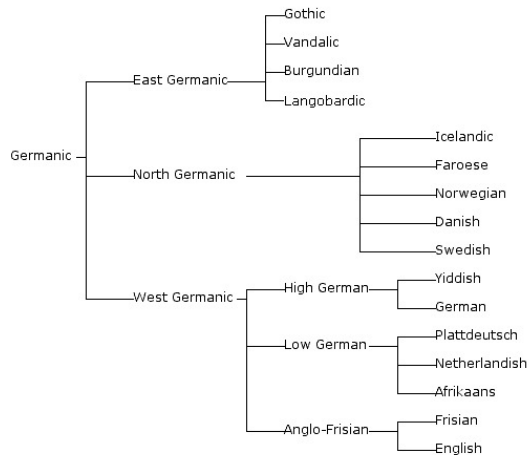 Gothic
Vandalic
Burgundian
East Germanic
Langobardic
Icelandic
Germanic
Faroese
North Germanic
Norwegian
Danish
Swedish
Yiddish
High German
West Germanic
German
Plattdeutsch
Low German
Netherlandish
Afrikaans
Frisian
Anglo-Frisian
English